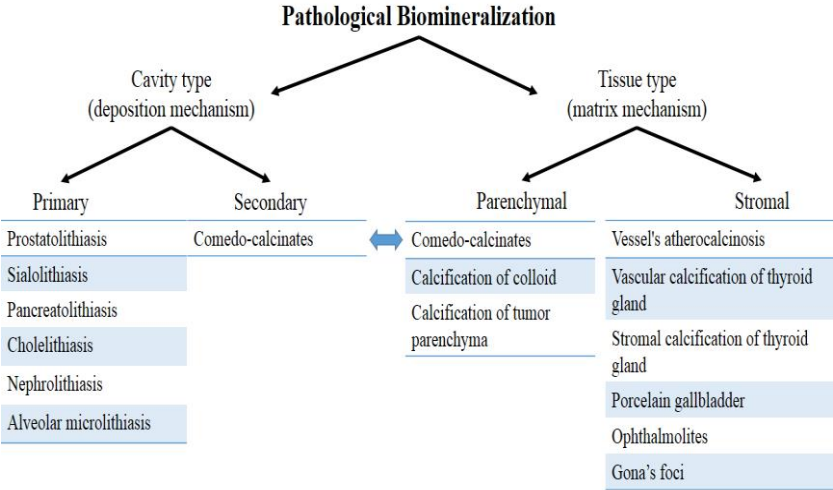 Pathological Biomineralization
Cavity type
(deposition mechanism)
Tissue type
(matrix mechanism)
Primary
Prostatolithiasis
Sialolithiasis
Pancreatolithiasis
Cholelithiasis
Nephrolithiasis
Alveolar microlithiasis
Secondary
Comedo-calcinates
Parenchymal
Comedo-calcinates
Calcification of colloid
Calcification of tumor
parenchyma
Stromal
Vessel's atherocalcinosis
Vascular calcification of thyroid
gland
Stromal calcification of thyroid
gland
Porcelain gallbladder
Ophthalmolites
Gona's foci